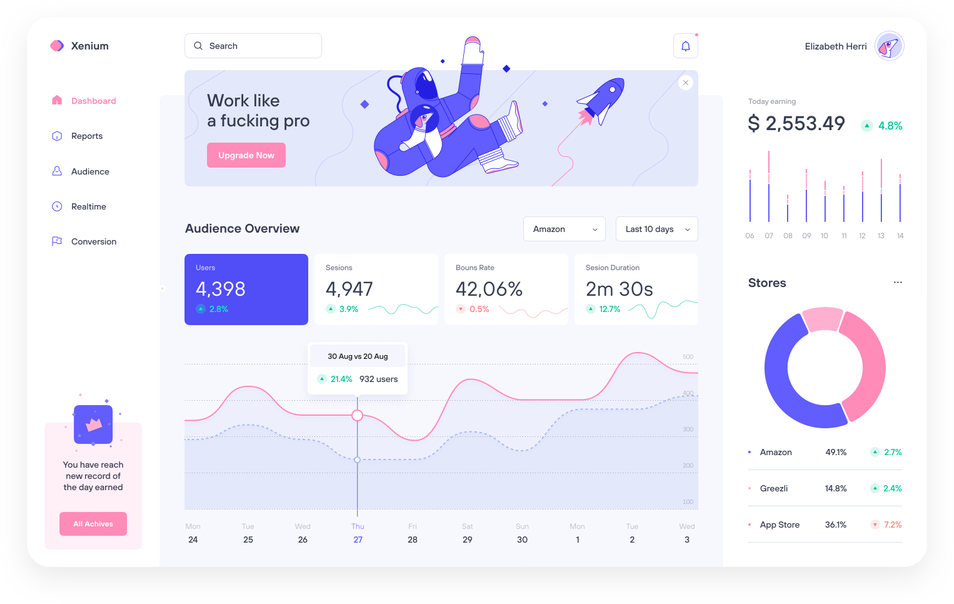 Xenium
Search
Elizabeth Herri
Dashboard
Reports
Audience
Realtime
Conversion
Work like
a fucking pro
Upgrade Now
Today earning
$ 2,553.49
4.8%
06 07 08 09 10 11 12 13 14
Audience Overview
Amazon
Last 10 days
Users
4,398
2.8%
Sesions
4,947
3.9%
Bouns Rate
42,06%
0.5%
Sesion Duration
2m 30s
12.7%
30 Aug vs 20 Aug
21.4% 932 users
500
400
300
200
100
Mon Tue Wed Thu Fri Sat Sun Mon Tue Wed
24 25 26 27 28 29 30 1 2 3
You have reach
new record of
the day earned
All Achives
Stores
Amazon 49.1% 2.7%
Greezli 14.8% 2.4%
App Store 36.1% 7.2%